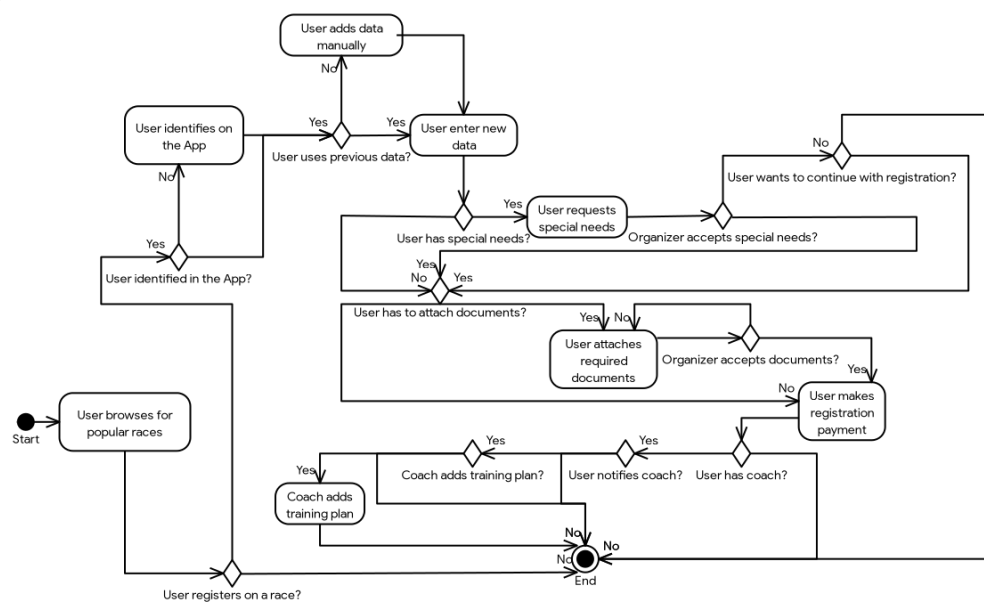 User adds data
manually
No
User identifies on
the App
Yes
Yes
User enter new
data
No
User uses previous data?
No
User wants to continue with registration?
Yes
User requests
special needs
User has special needs?
Organizer accepts special needs?
Yes
User identified in the App?
Yes
No
Yes
User has to attach documents?
Yes
No
User attaches
required
documents
Organizer accepts documents?
Yes
No
User makes
registration
payment
User browses for
popular races
Start
Yes
Yes
Coach adds training plan?
User notifies coach?
User has coach?
Yes
Coach adds
training plan
No
No
No
End
User registers on a race?